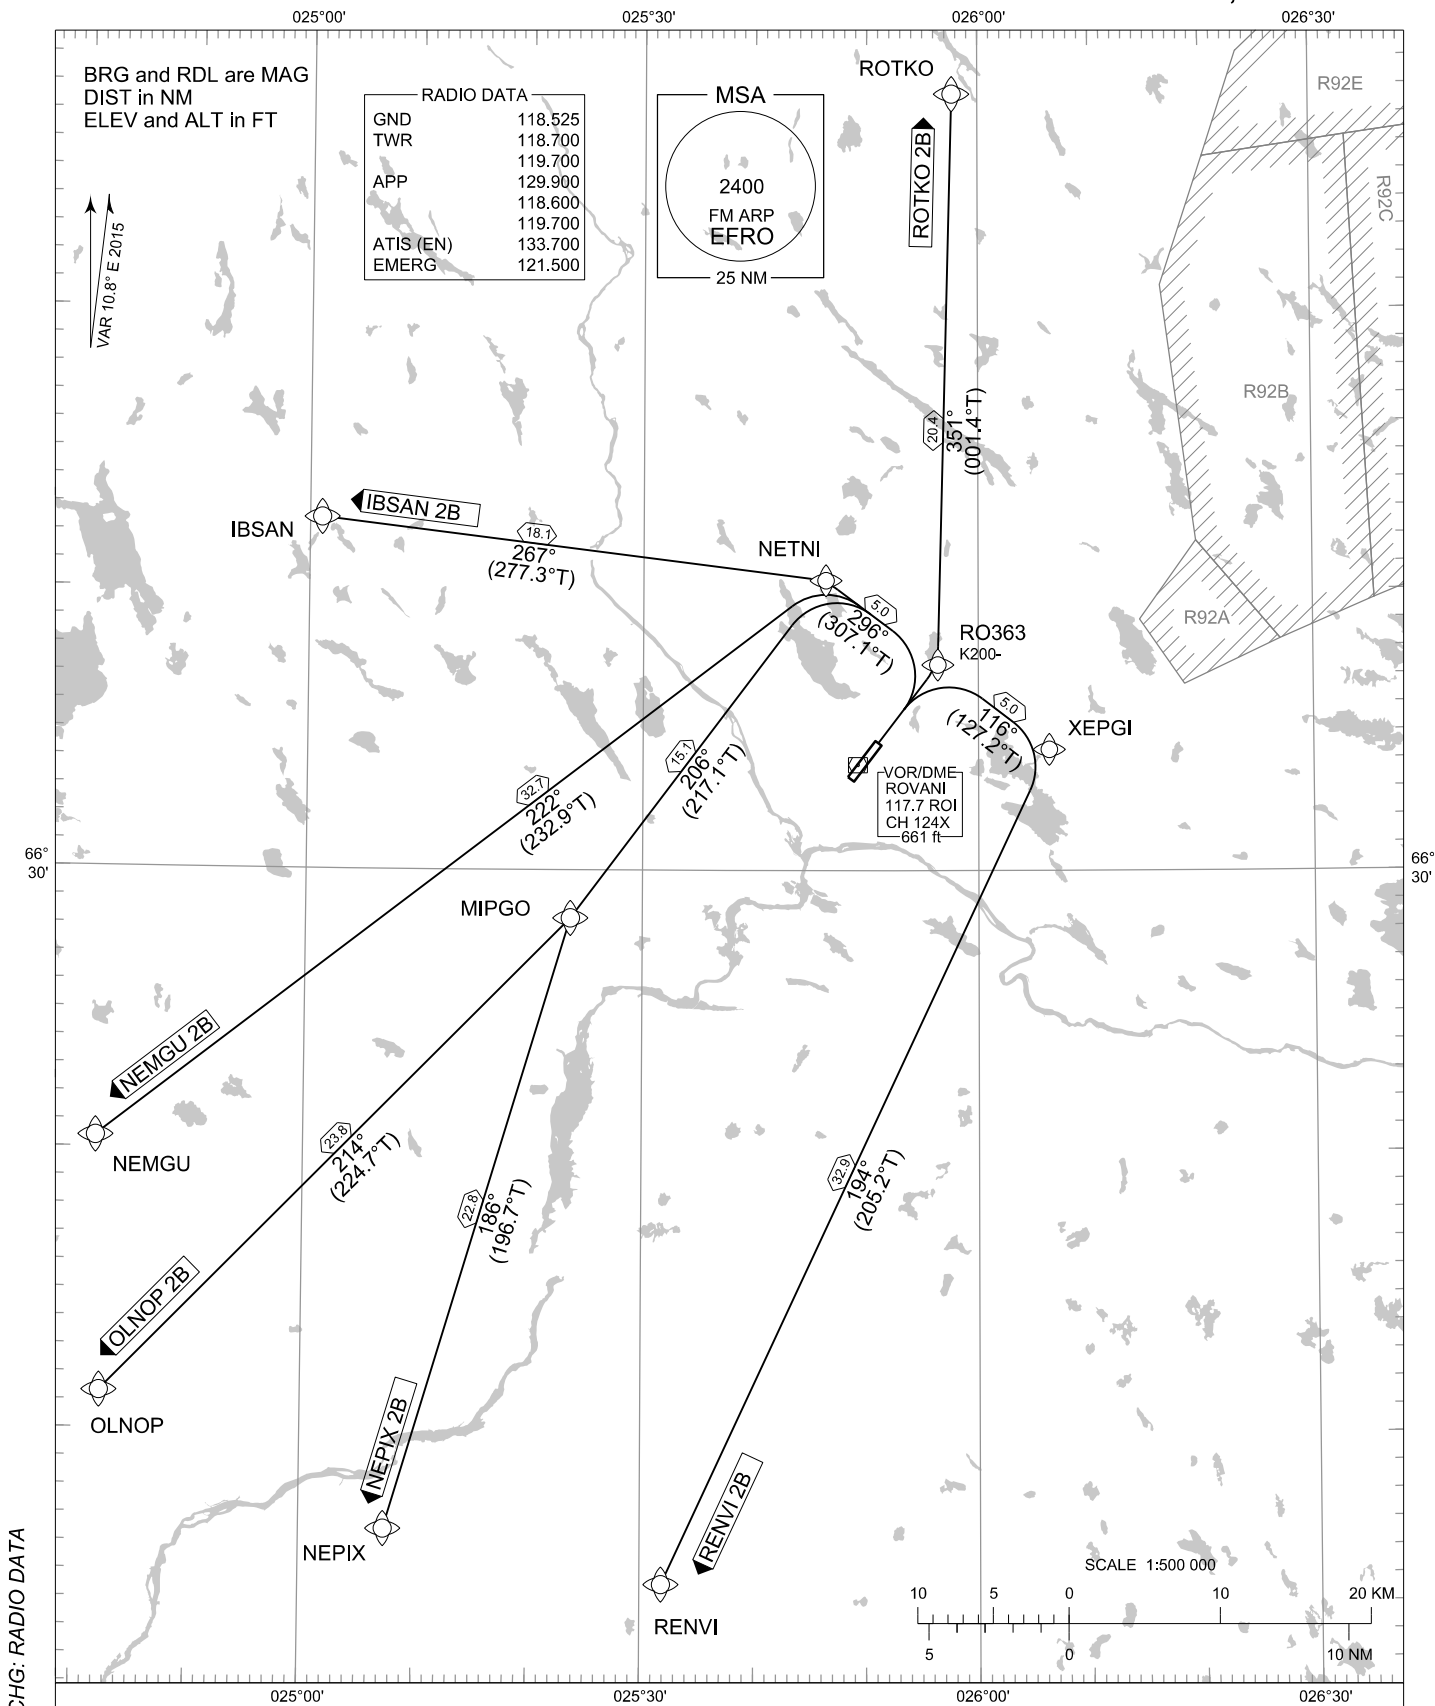 025°00'
025°30'
026°00'
026°30'
BRG and RDL are MAG
DIST in NM
ELEV and ALT in FT
VAR 10.8° E 2015
RADIO DATA
GND 118.525
TWR 118.700
119.700
APP 129.900
118.600
119.700
ATIS (EN) 133.700
EMERG 121.500
MSA
2400
FM ARP
EFRO
25 NM
ROTKO
ROTKO 2B
R92E
R92C
R92B
R92A
20.4
351°
(001.4°T)
IBSAN
IBSAN 2B
18.1
267°
(277.3°T)
NETNI
5.0
296°
(307.1°T)
RO363
K200-
5.0
116°
(127.2°T)
XEPGI
VOR/DME
ROVANI
117.7 ROI
CH 124X
661 ft
15.1
206°
(217.1°T)
32.7
222°
(232.9°T)
66°
30'
66°
30'
MIPGO
NEMGU 2B
NEMGU
23.8
214°
(224.7°T)
22.8
186°
(196.7°T)
32.9
194°
(205.2°T)
OLNOP 2B
OLNOP
NEPIX 2B
NEPIX
RENVI 2B
RENVI
SCALE 1:500 000
10 5 0 10 20 KM
5 0 10 NM
CHG: RADIO DATA
025°00'
025°30'
026°00'
026°30'